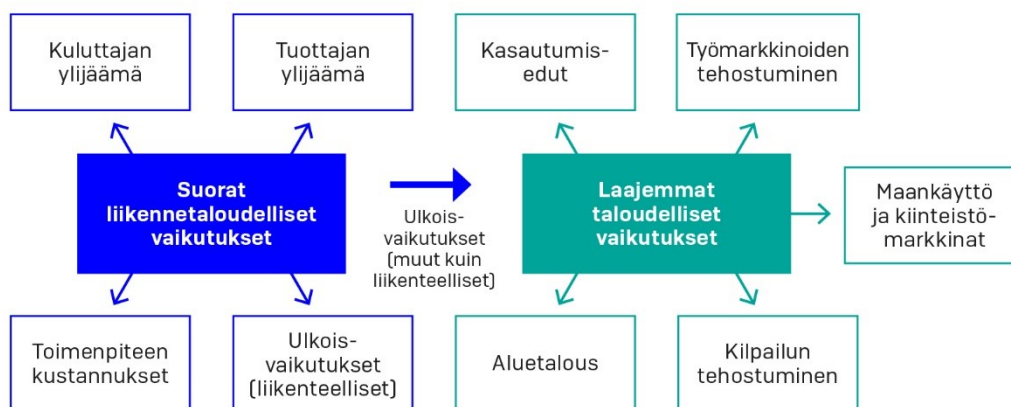 Kuluttajan
ylijäämä
Tuottajan
ylijäämä
Kasautumis-
edut
Työmarkkinoiden
tehostuminen
Suorat
liikennetaloudelliset
vaikutukset
Ulkois-
vaikutukset
(muut kuin
liikenteelliset)
Laajemmat
taloudelliset
vaikutukset
Maankäyttö
ja kiinteistö-
markkinat
Toimenpiteen
kustannukset
Ulkois-
vaikutukset
(liikenteelliset)
Aluetalous
Kilpailun
tehostuminen